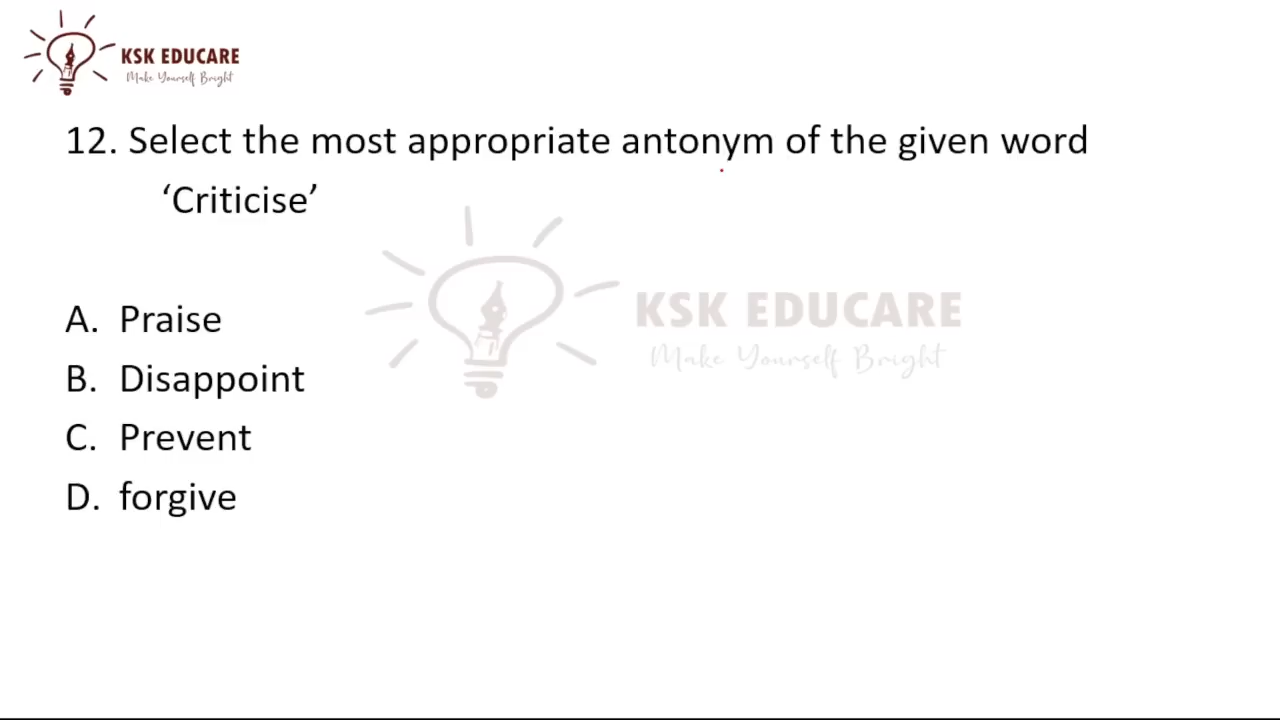 KSK EDUCARE
Make Yourself Bright
12. Select the most appropriate antonym of the given word
‘Criticise’
KSK EDUCARE
Make Yourself Bright
A. Praise
B. Disappoint
C. Prevent
D. forgive